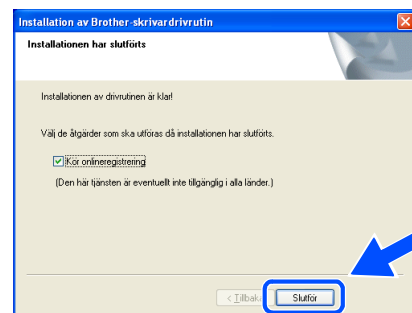 Installation av Brother-skrivardrivrutin
Installationen har slutförts
Installationen av drivrutinen är klar!
Välj de åtgärder som ska utföras då installationen har slutförts.
Kör onlineregistrering
(Den här tjänsten är eventuellt inte tillgänglig i alla länder.)
< Tillbaka
Slutför